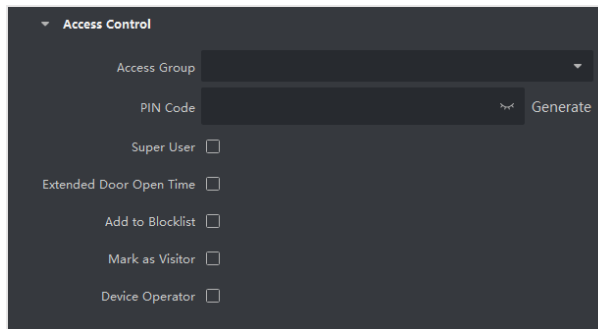 Access Control
Access Group
PIN Code Generate
Super User
Extended Door Open Time
Add to Blocklist
Mark as Visitor
Device Operator